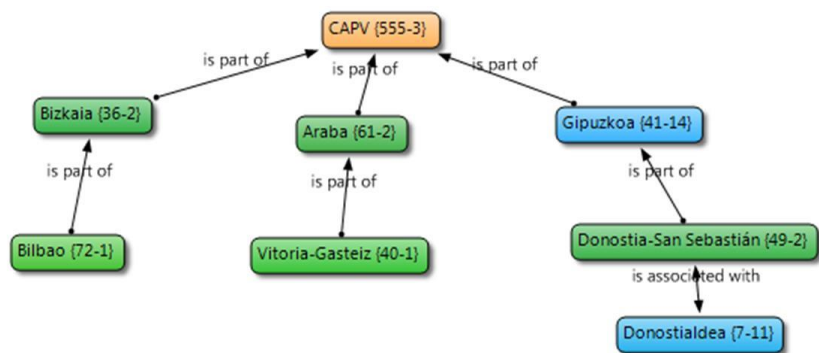 CAPV {555-3}
is part of
is part of
is part of
Bizkaia {36-2}
Araba {61-2}
Gipuzkoa {41-14}
is part of
is part of
is part of
Bilbao {72-1}
Vitoria-Gasteiz {40-1}
Donostia-San Sebastián {49-2}
is associated with
Donostialdea {7-11}